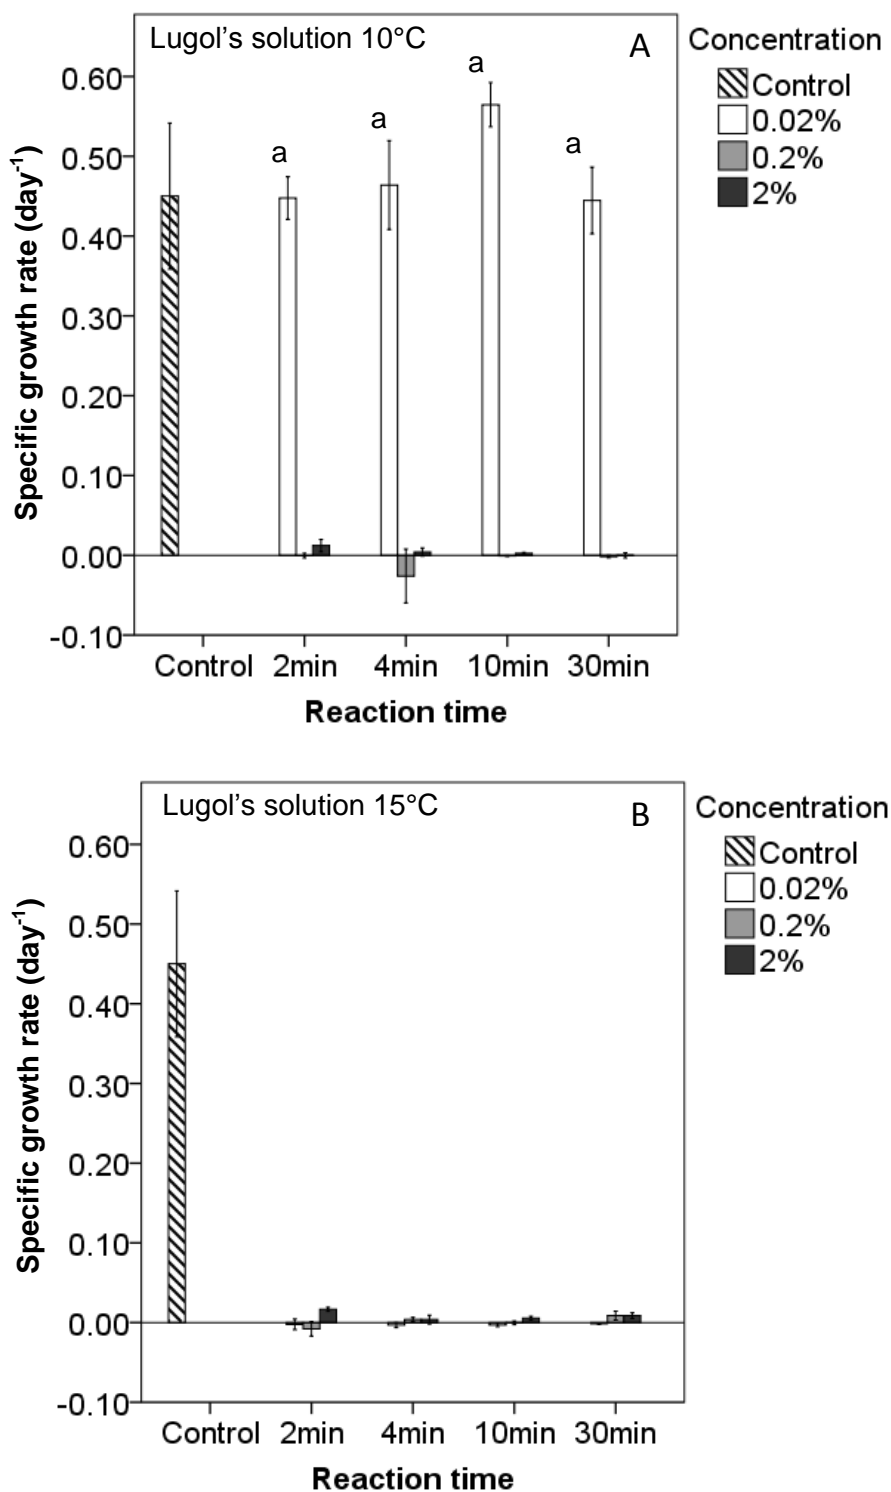 Lugol’s solution 10°C
A
Concentration
Control
0.02%
0.2%
2%
Specific growth rate (day-1)
0.60
0.50
0.40
0.30
0.20
0.10
0.00
-0.10
a
a
a
a
Control 2min 4min 10min 30min
Reaction time
Lugol’s solution 15°C
B
Concentration
Control
0.02%
0.2%
2%
Specific growth rate (day-1)
0.60
0.50
0.40
0.30
0.20
0.10
0.00
-0.10
Control 2min 4min 10min 30min
Reaction time